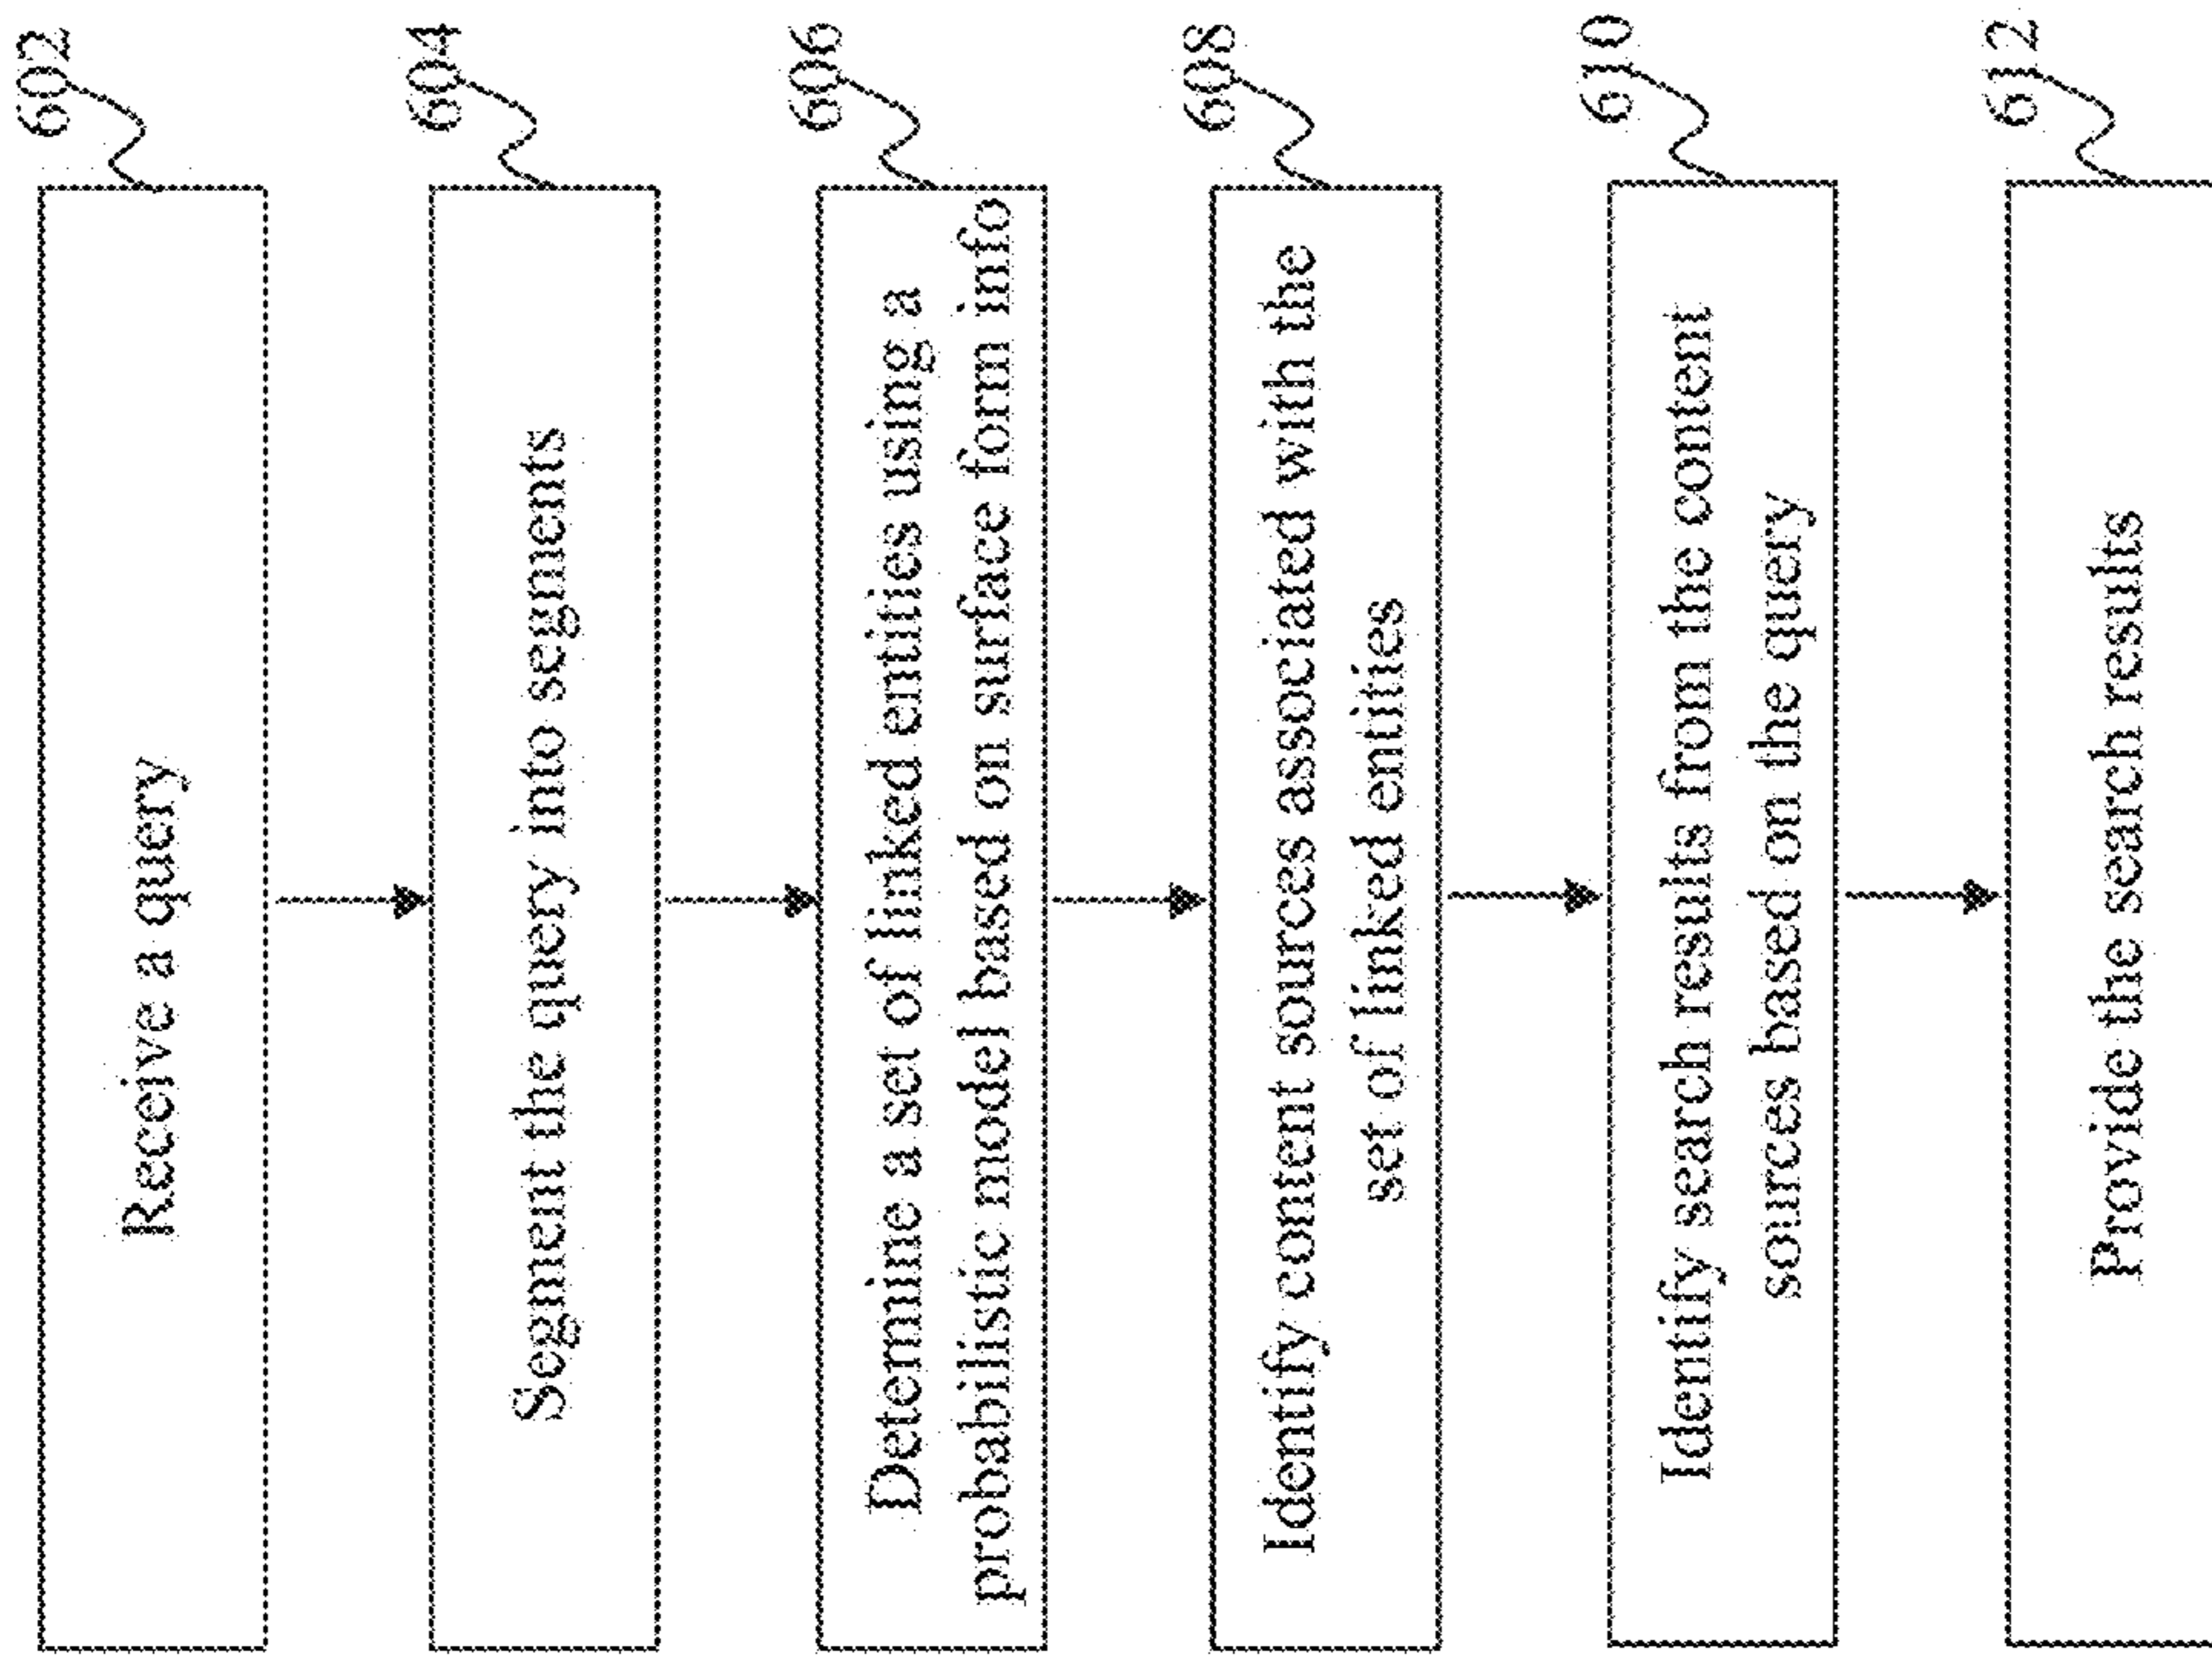 602
Receive a query
604
Segment the query into segments
606
Determine a set of linked entities using a
probabilistic model based on surface form info
608
Identify content sources associated with the
set of linked entities
610
Identify search results from the content
sources based on the query
612
Provide the search results